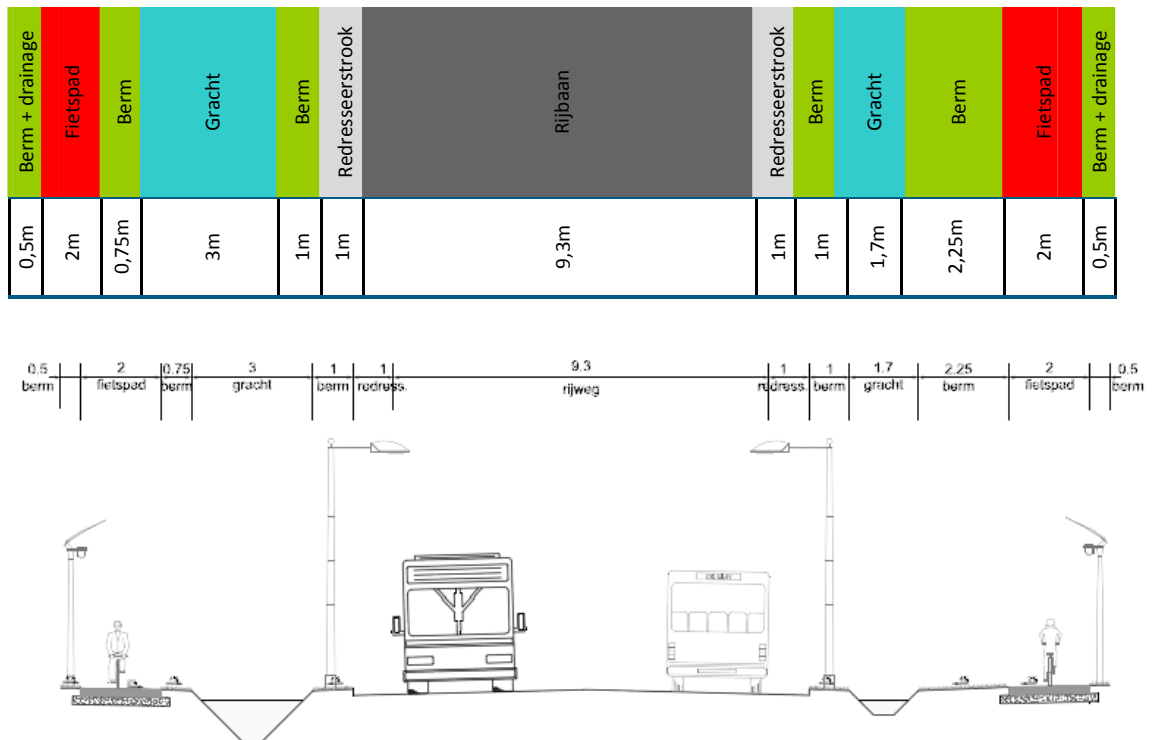 Berm + drainage
Fietspad
Berm
Gracht
Berm
Redresseerstrook
Rijbaan
Redresseerstrook
Berm
Gracht
Berm
Fietspad
Berm + drainage
0,5m
2m
0,75m
3m
1m
1m
9,3m
1m
1m
1,7m
2,25m
2m
0,5m
0.5 2 0.75 3 1 1 9.3 1 1 1.7 2.25 2 0.5
berm fietspad berm gracht berm redress. rijweg redress. berm gracht berm fietspad berm